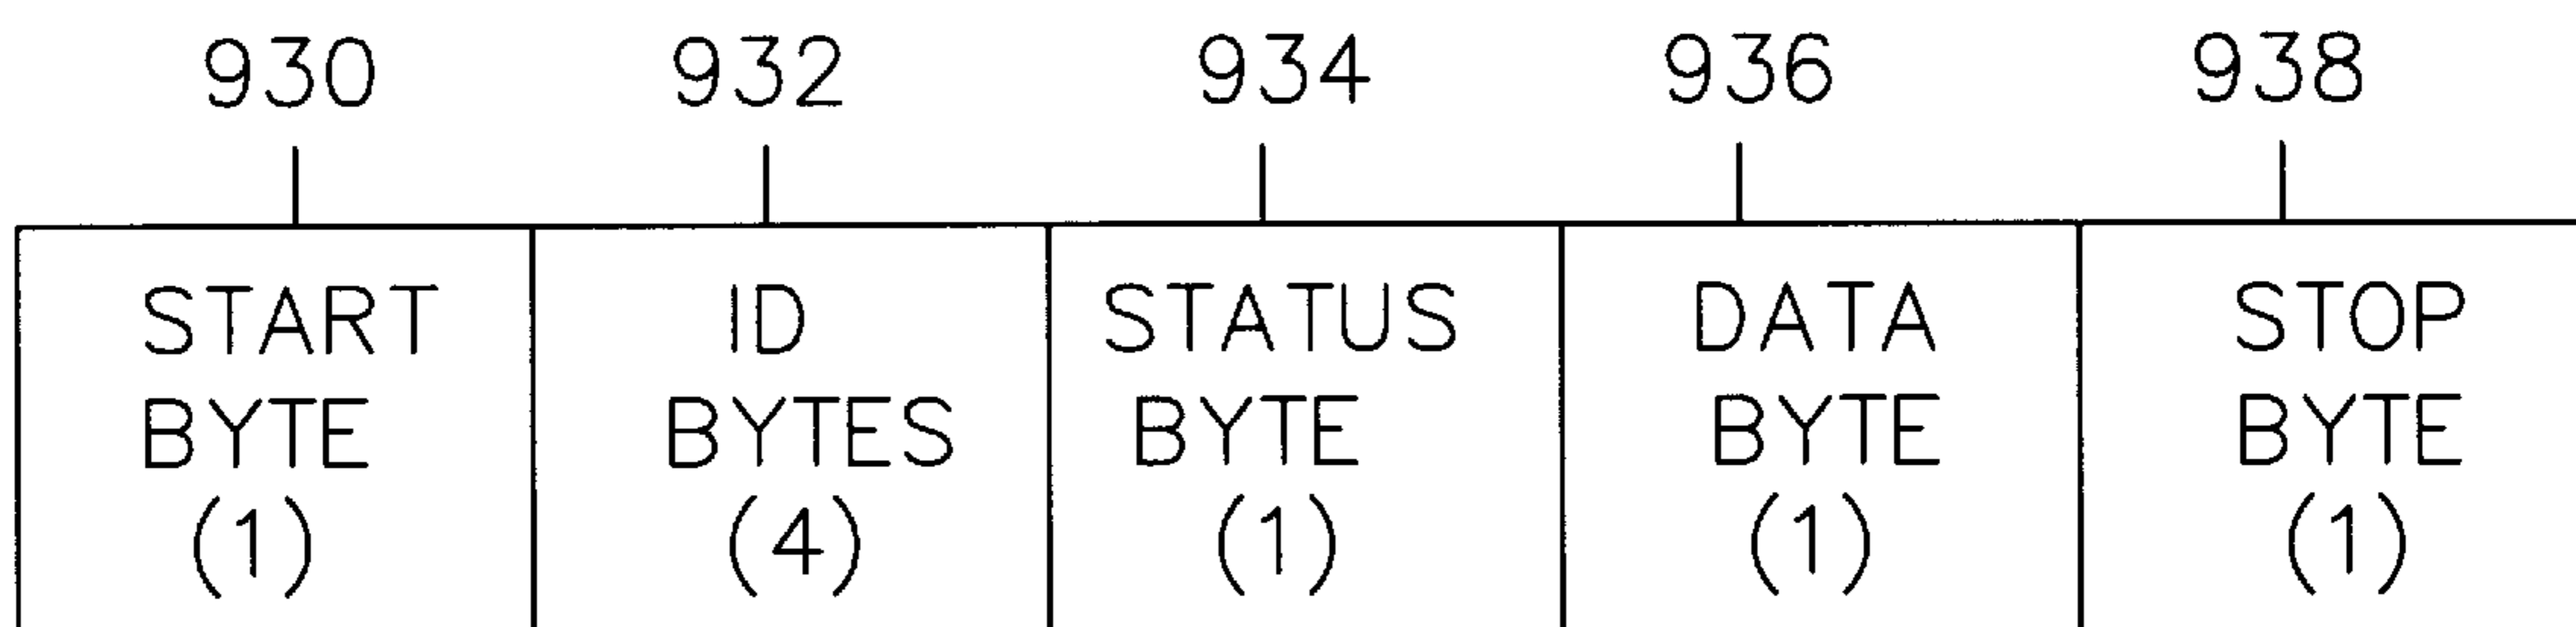 930 932 934 936 938
START ID STATUS DATA STOP
BYTE BYTES BYTE BYTE BYTE
(1) (4) (1) (1) (1)